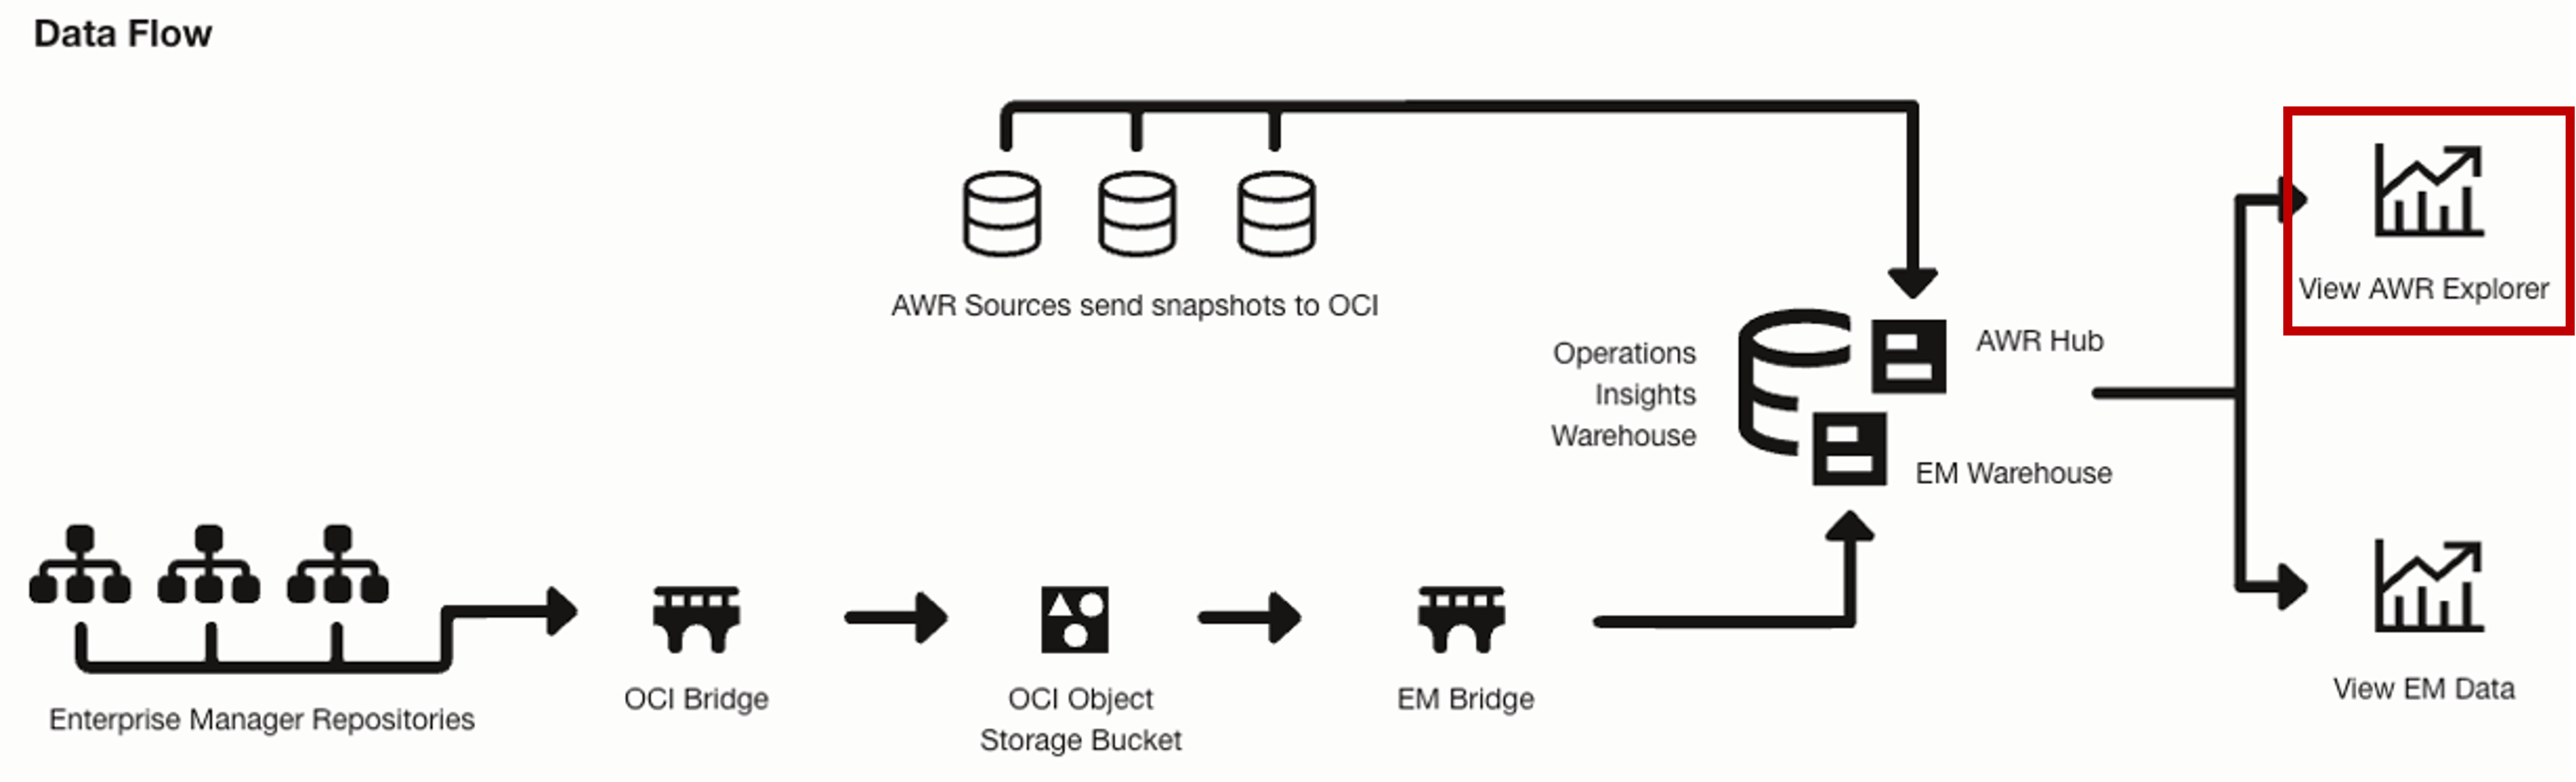 Data Flow
AWR Sources send snapshots to OCI
View AWR Explorer
Operations
Insights
Warehouse
AWR Hub
EM Warehouse
Enterprise Manager Repositories
OCI Bridge
OCI Object
Storage Bucket
EM Bridge
View EM Data